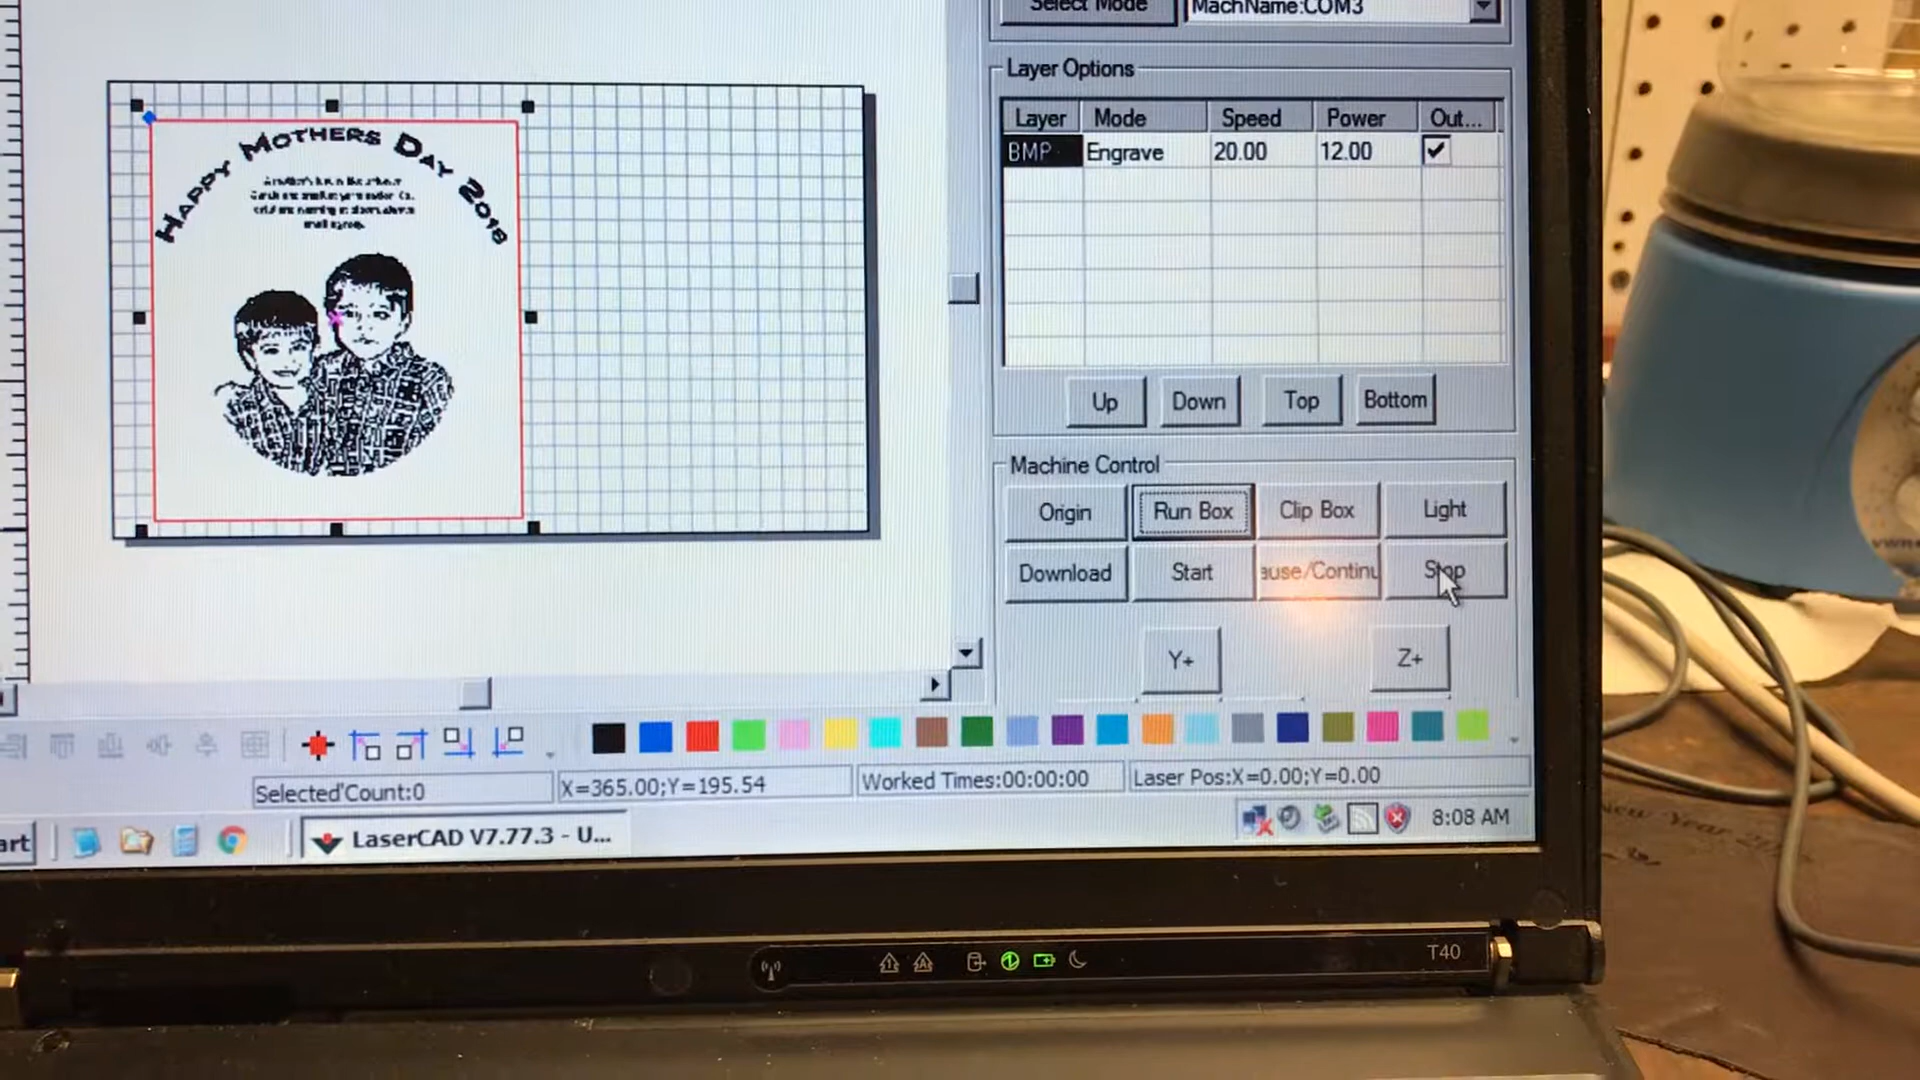 Select Mode MachName:COM3
Layer Options
Layer Mode Speed Power Out...
BMP Engrave 20.00 12.00
HAPPY MOTHERS DAY 2018
Up Down Top Bottom
Machine Control
Origin Run Box Clip Box Light
Download Start ause/Continu Stop
Y+ Z+
Selected Count:0 X=365.00;Y=195.54 Worked Times:00:00:00 Laser Pos:X=0.00;Y=0.00
art LaserCAD V7.77.3 - U... 8:08 AM
T40
New Year